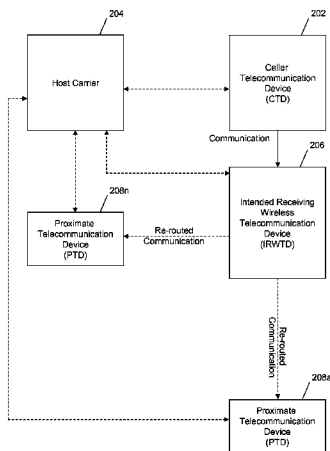 204
202
Host Carrier
Caller
Telecommunication
Device
(CTD)
Communication
206
208n
Intended Receiving
Wireless
Telecommunication
Device
(IRWTD)
Proximate
Telecommunication
Device
(PTD)
Re-routed
Communication
Re-routed
Communication
208a
Proximate
Telecommunication
Device
(PTD)